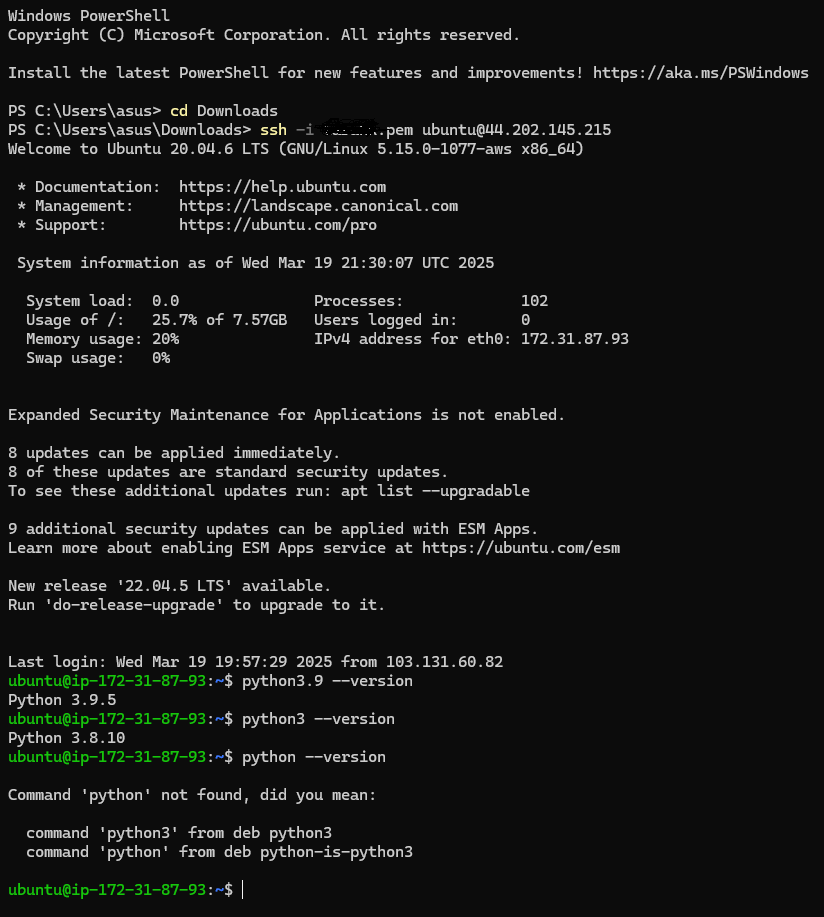 Windows PowerShell
Copyright (C) Microsoft Corporation. All rights reserved.
Install the latest PowerShell for new features and improvements! https://aka.ms/PSWindows
PS C:\Users\asus> cd Downloads
PS C:\Users\asus\Downloads> ssh -i .pem ubuntu@44.202.145.215
Welcome to Ubuntu 20.04.6 LTS (GNU/Linux 5.15.0-1077-aws x86_64)
* Documentation:  https://help.ubuntu.com
* Management:     https://landscape.canonical.com
* Support:        https://ubuntu.com/pro
System information as of Wed Mar 19 21:30:07 UTC 2025
System load:  0.0               Processes:             102
Usage of /:   25.7% of 7.57GB   Users logged in:       0
Memory usage: 20%               IPv4 address for eth0: 172.31.87.93
Swap usage:   0%
Expanded Security Maintenance for Applications is not enabled.
8 updates can be applied immediately.
8 of these updates are standard security updates.
To see these additional updates run: apt list --upgradable
9 additional security updates can be applied with ESM Apps.
Learn more about enabling ESM Apps service at https://ubuntu.com/esm
New release '22.04.5 LTS' available.
Run 'do-release-upgrade' to upgrade to it.
Last login: Wed Mar 19 19:57:29 2025 from 103.131.60.82
ubuntu@ip-172-31-87-93:~$ python3.9 --version
Python 3.9.5
ubuntu@ip-172-31-87-93:~$ python3 --version
Python 3.8.10
ubuntu@ip-172-31-87-93:~$ python --version
Command 'python' not found, did you mean:
command 'python3' from deb python3
command 'python' from deb python-is-python3
ubuntu@ip-172-31-87-93:~$